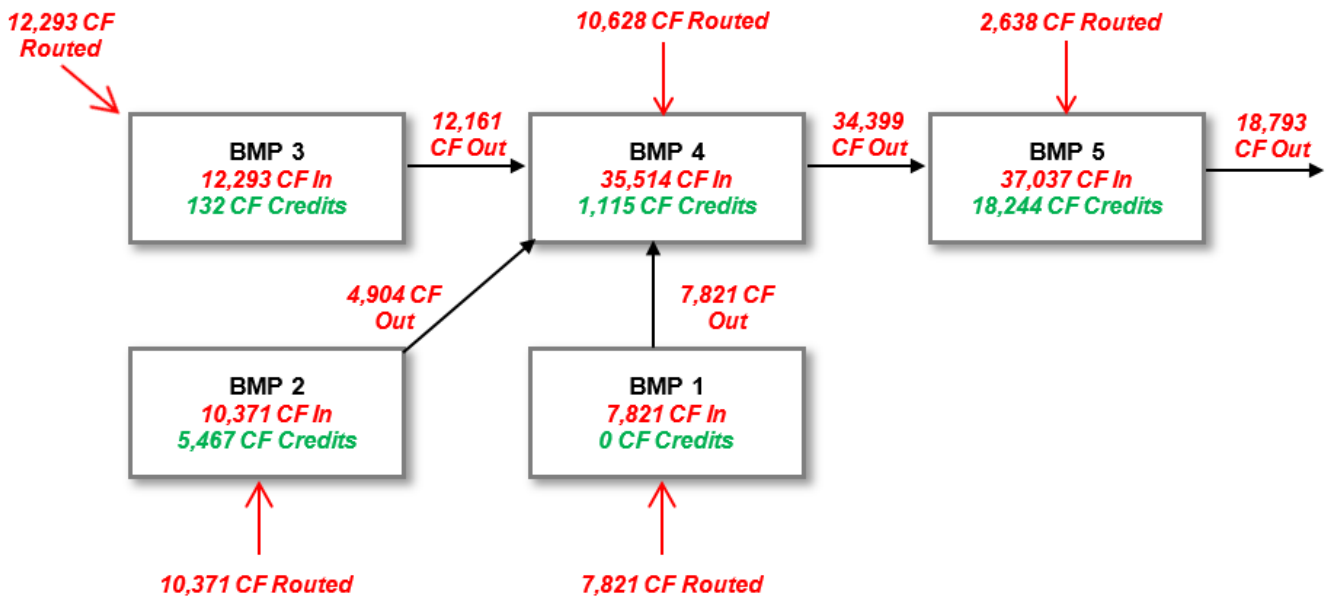 12,293 CF
Routed
10,628 CF Routed
2,638 CF Routed
BMP 3
12,293 CF In
132 CF Credits
12,161
CF Out
BMP 4
35,514 CF In
1,115 CF Credits
34,399
CF Out
BMP 5
37,037 CF In
18,244 CF Credits
18,793
CF Out
4,904 CF
Out
7,821 CF
Out
BMP 2
10,371 CF In
5,467 CF Credits
BMP 1
7,821 CF In
0 CF Credits
10,371 CF Routed
7,821 CF Routed